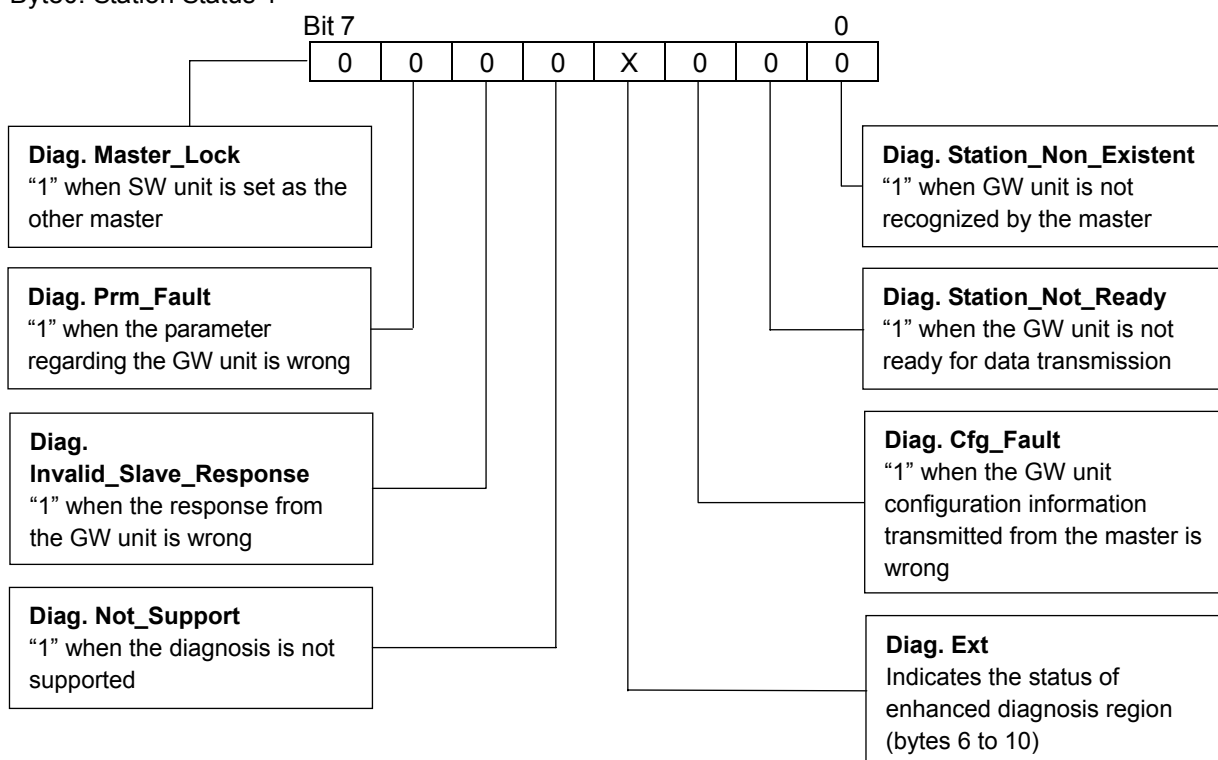 Bit 7 0
0 0 0 0 X 0 0 0
Diag. Master_Lock
“1” when SW unit is set as the
other master
Diag. Prm_Fault
“1” when the parameter
regarding the GW unit is wrong
Diag.
Invalid_Slave_Response
“1” when the response from
the GW unit is wrong
Diag. Not_Support
“1” when the diagnosis is not
supported
Diag. Station_Non_Existent
“1” when GW unit is not
recognized by the master
Diag. Station_Not_Ready
“1” when the GW unit is not
ready for data transmission
Diag. Cfg_Fault
“1” when the GW unit
configuration information
transmitted from the master is
wrong
Diag. Ext
Indicates the status of
enhanced diagnosis region
(bytes 6 to 10)